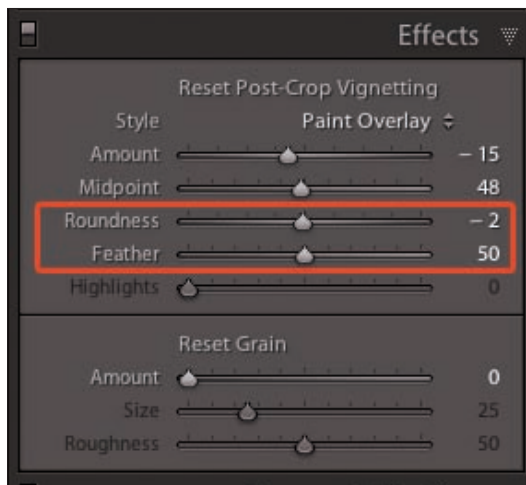 Effects
Reset Post-Crop Vignetting
Style Paint Overlay
Amount – 15
Midpoint 48
Roundness – 2
Feather 50
Highlights 0
Reset Grain
Amount 0
Size 25
Roughness 50